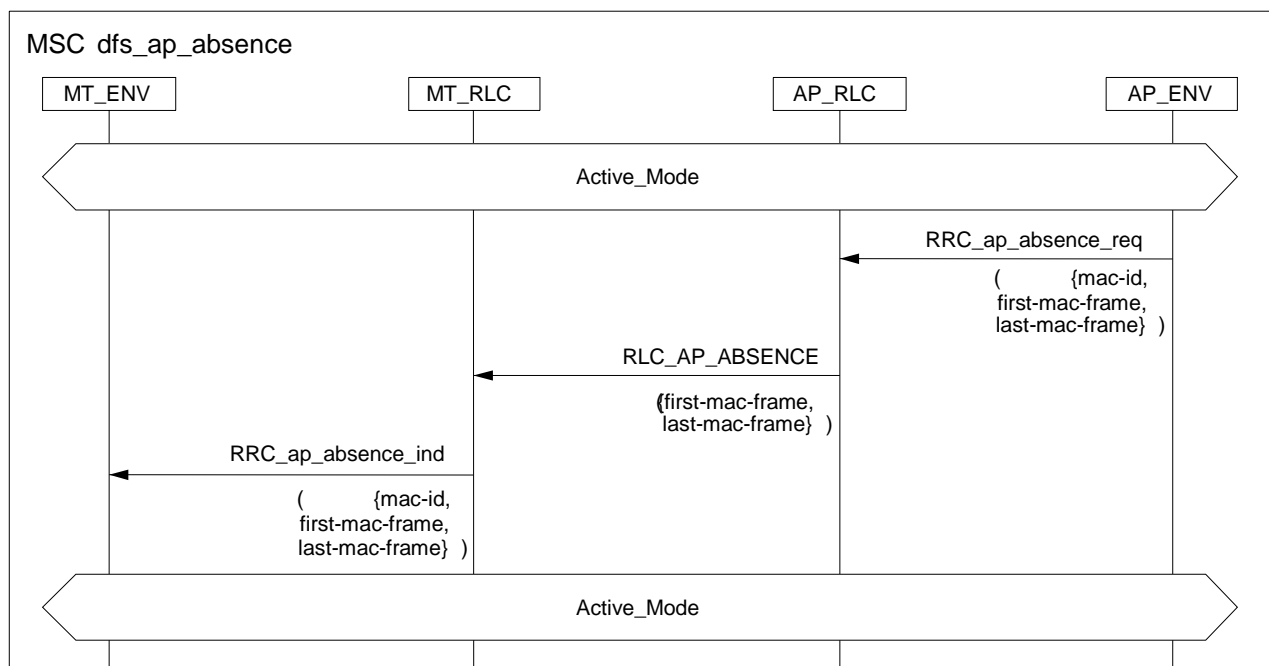 MSC dfs_ap_absence
MT_ENV MT_RLC AP_RLC AP_ENV
Active_Mode
RRC_ap_absence_req
( {mac-id,
first-mac-frame,
last-mac-frame} )
RLC_AP_ABSENCE
({first-mac-frame,
last-mac-frame} )
RRC_ap_absence_ind
( {mac-id,
first-mac-frame,
last-mac-frame} )
Active_Mode